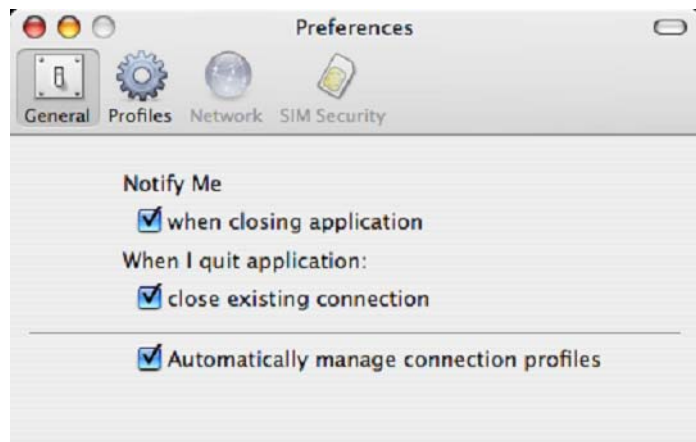 Preferences
General Profiles Network SIM Security
Notify Me
when closing application
When I quit application:
close existing connection
Automatically manage connection profiles